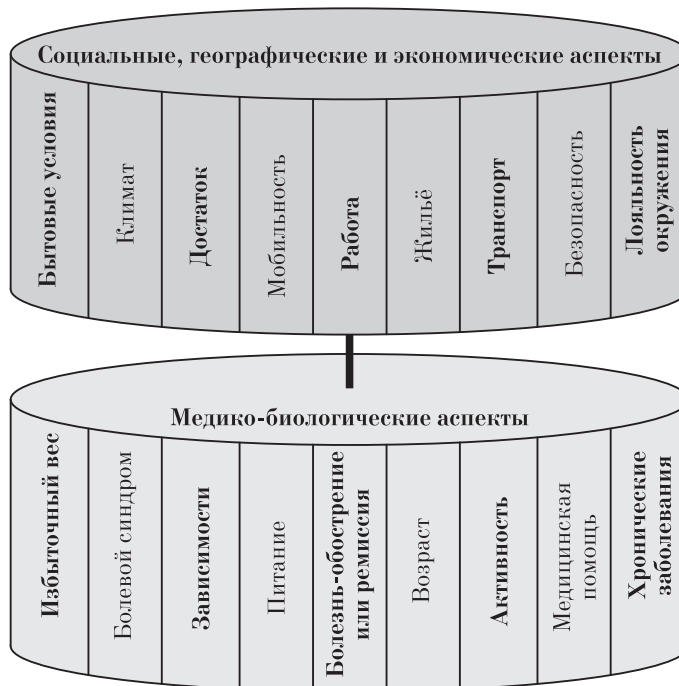 Социальные, географические и экономические аспекты
Бытовые условия
Климат
Достаток
Мобильность
Работа
Жильё
Транспорт
Безопасность
Лояльность
окружения
Медико-биологические аспекты
Избыточный вес
Болевой синдром
Зависимости
Питание
Болезнь-обострение
или ремиссия
Возраст
Активность
Медицинская
помощь
Хронические
заболевания